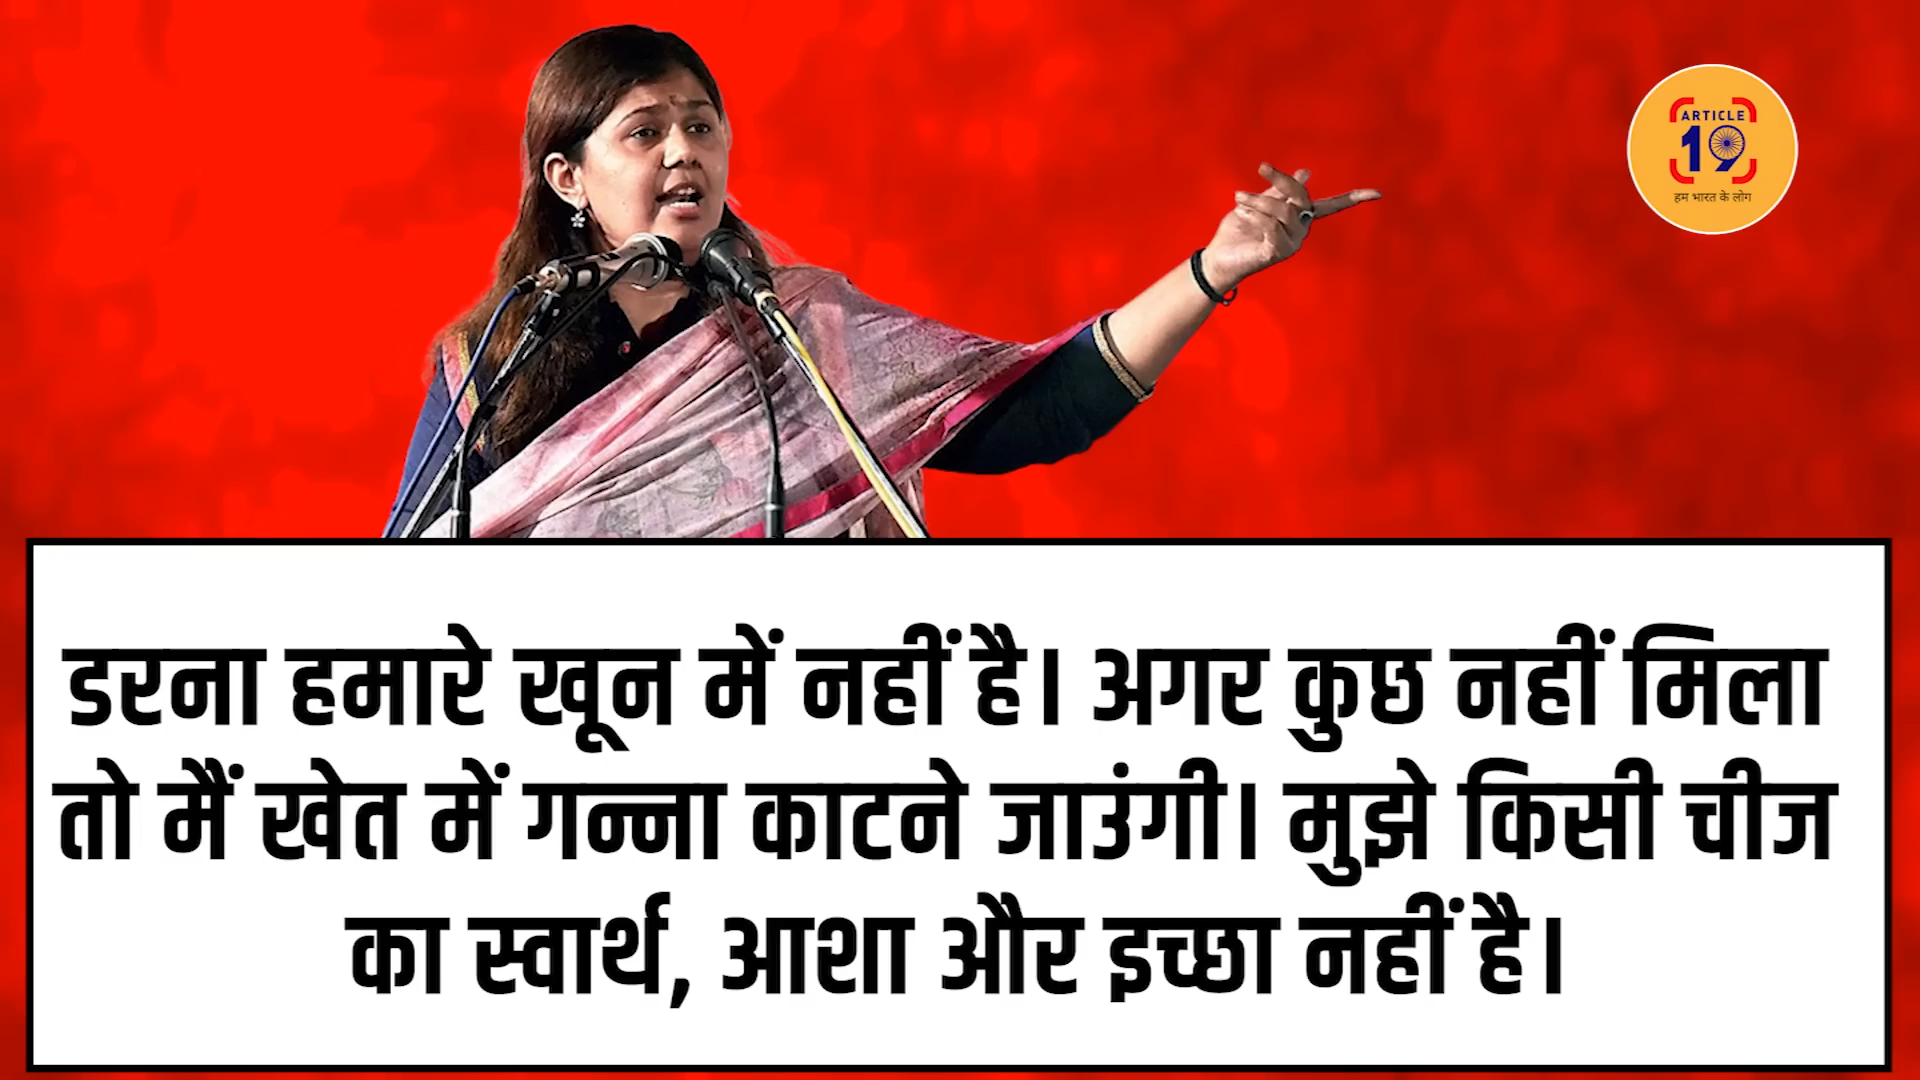 ARTICLE
19
हम भारत के लोग
डरना हमारे खून में नहीं है। अगर कुछ नहीं मिला
तो मैं खेत में गन्ना काटने जाउंगी। मुझे किसी चीज
का स्वार्थ, आशा और इच्छा नहीं है।